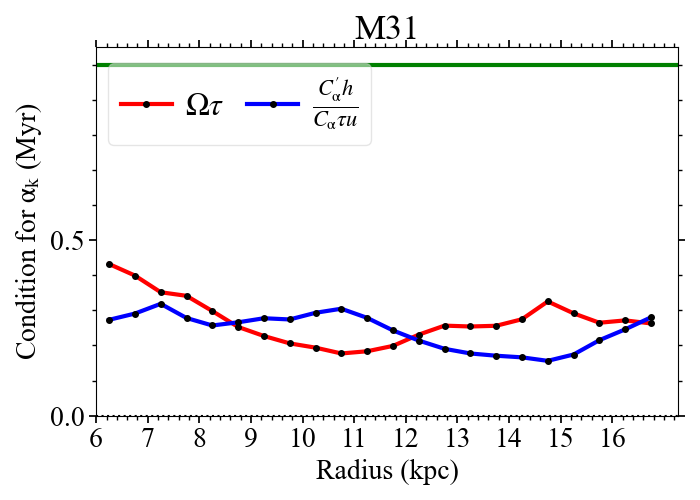 M31
Ωτ
C′αh / Cατu
Condition for αk (Myr)
0.5
0.0
6 7 8 9 10 11 12 13 14 15 16
Radius (kpc)